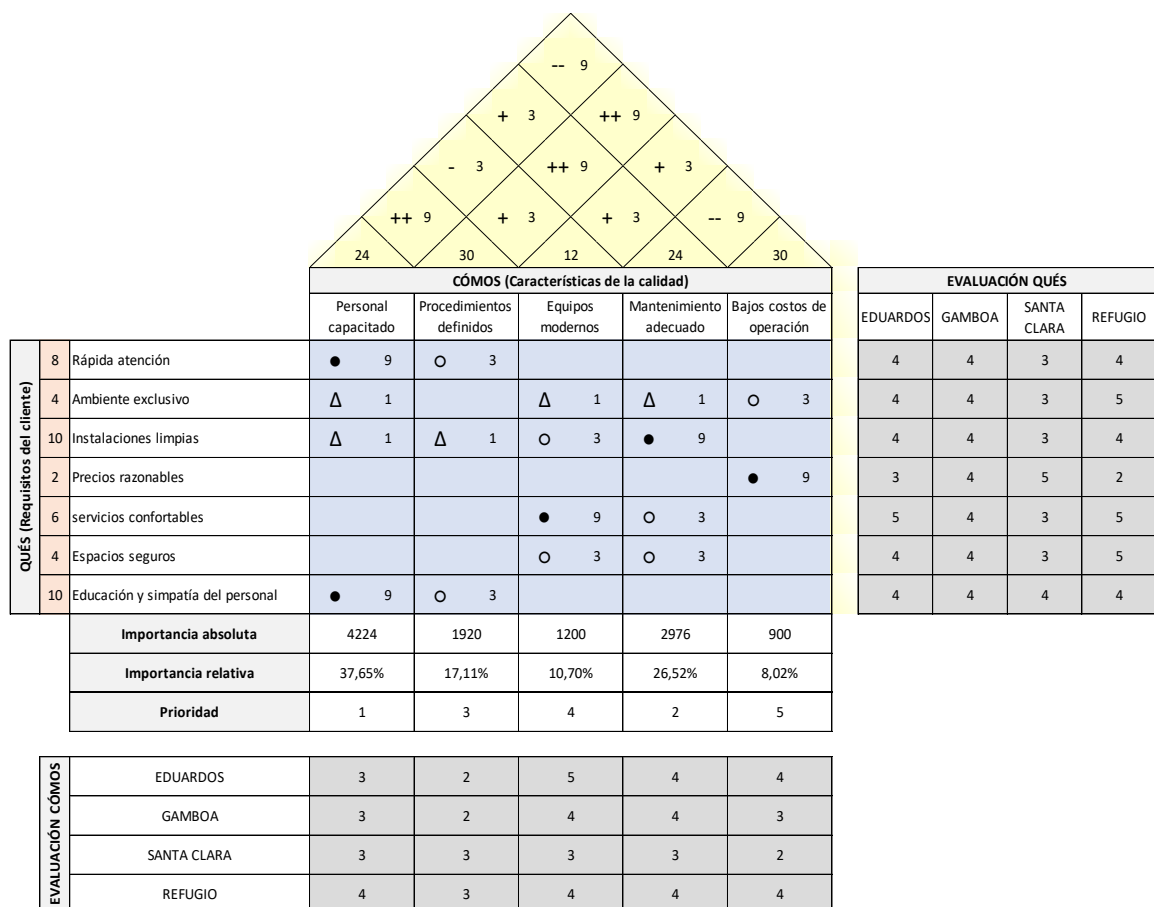 -- 9
+ 3 ++ 9
- 3 ++ 9 + 3
++ 9 + 3 + 3 -- 9
24 30 12 24 30
CÓMOS (Características de la calidad)
EVALUACIÓN QUÉS
Personal capacitado
Procedimientos definidos
Equipos modernos
Mantenimiento adecuado
Bajos costos de operación
EDUARDOS GAMBOA SANTA CLARA REFUGIO
QUÉS (Requisitos del cliente)
8 Rápida atención ● 9 O 3 4 4 3 4
4 Ambiente exclusivo Δ 1 Δ 1 Δ 1 O 3 4 4 3 5
10 Instalaciones limpias Δ 1 Δ 1 O 3 ● 9 4 4 3 4
2 Precios razonables ● 9 3 4 5 2
6 servicios confortables ● 9 O 3 5 4 3 5
4 Espacios seguros O 3 O 3 4 4 3 5
10 Educación y simpatía del personal ● 9 O 3 4 4 4 4
Importancia absoluta 4224 1920 1200 2976 900
Importancia relativa 37,65% 17,11% 10,70% 26,52% 8,02%
Prioridad 1 3 4 2 5
EVALUACIÓN CÓMOS
EDUARDOS 3 2 5 4 4
GAMBOA 3 2 4 4 3
SANTA CLARA 3 3 3 3 2
REFUGIO 4 3 4 4 4